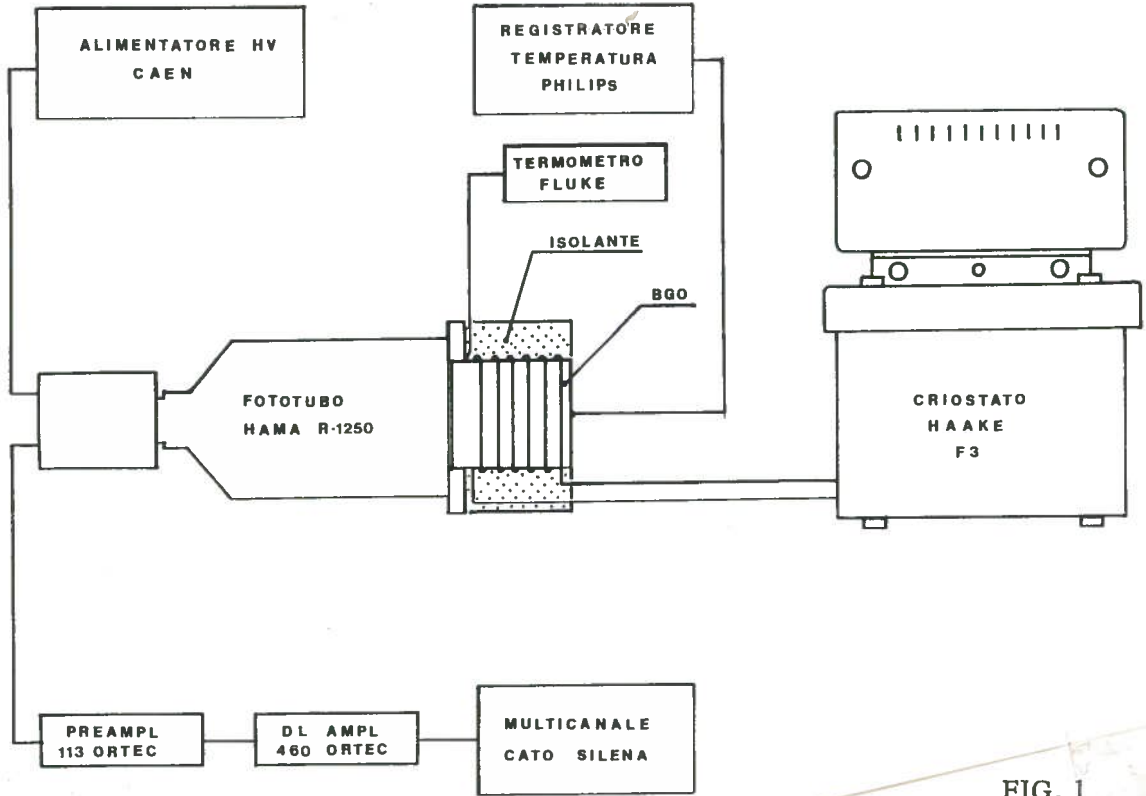 ALIMENTATORE HV
CAEN
REGISTRATORE
TEMPERATURA
PHILIPS
TERMOMETRO
FLUKE
ISOLANTE
BGO
FOTOTUBO
HAMA R-1250
CRIOSTATO
HAAKE
F3
PREAMPL
113 ORTEC
DL AMPL
460 ORTEC
MULTICANALE
CATO SILENA
FIG. 1